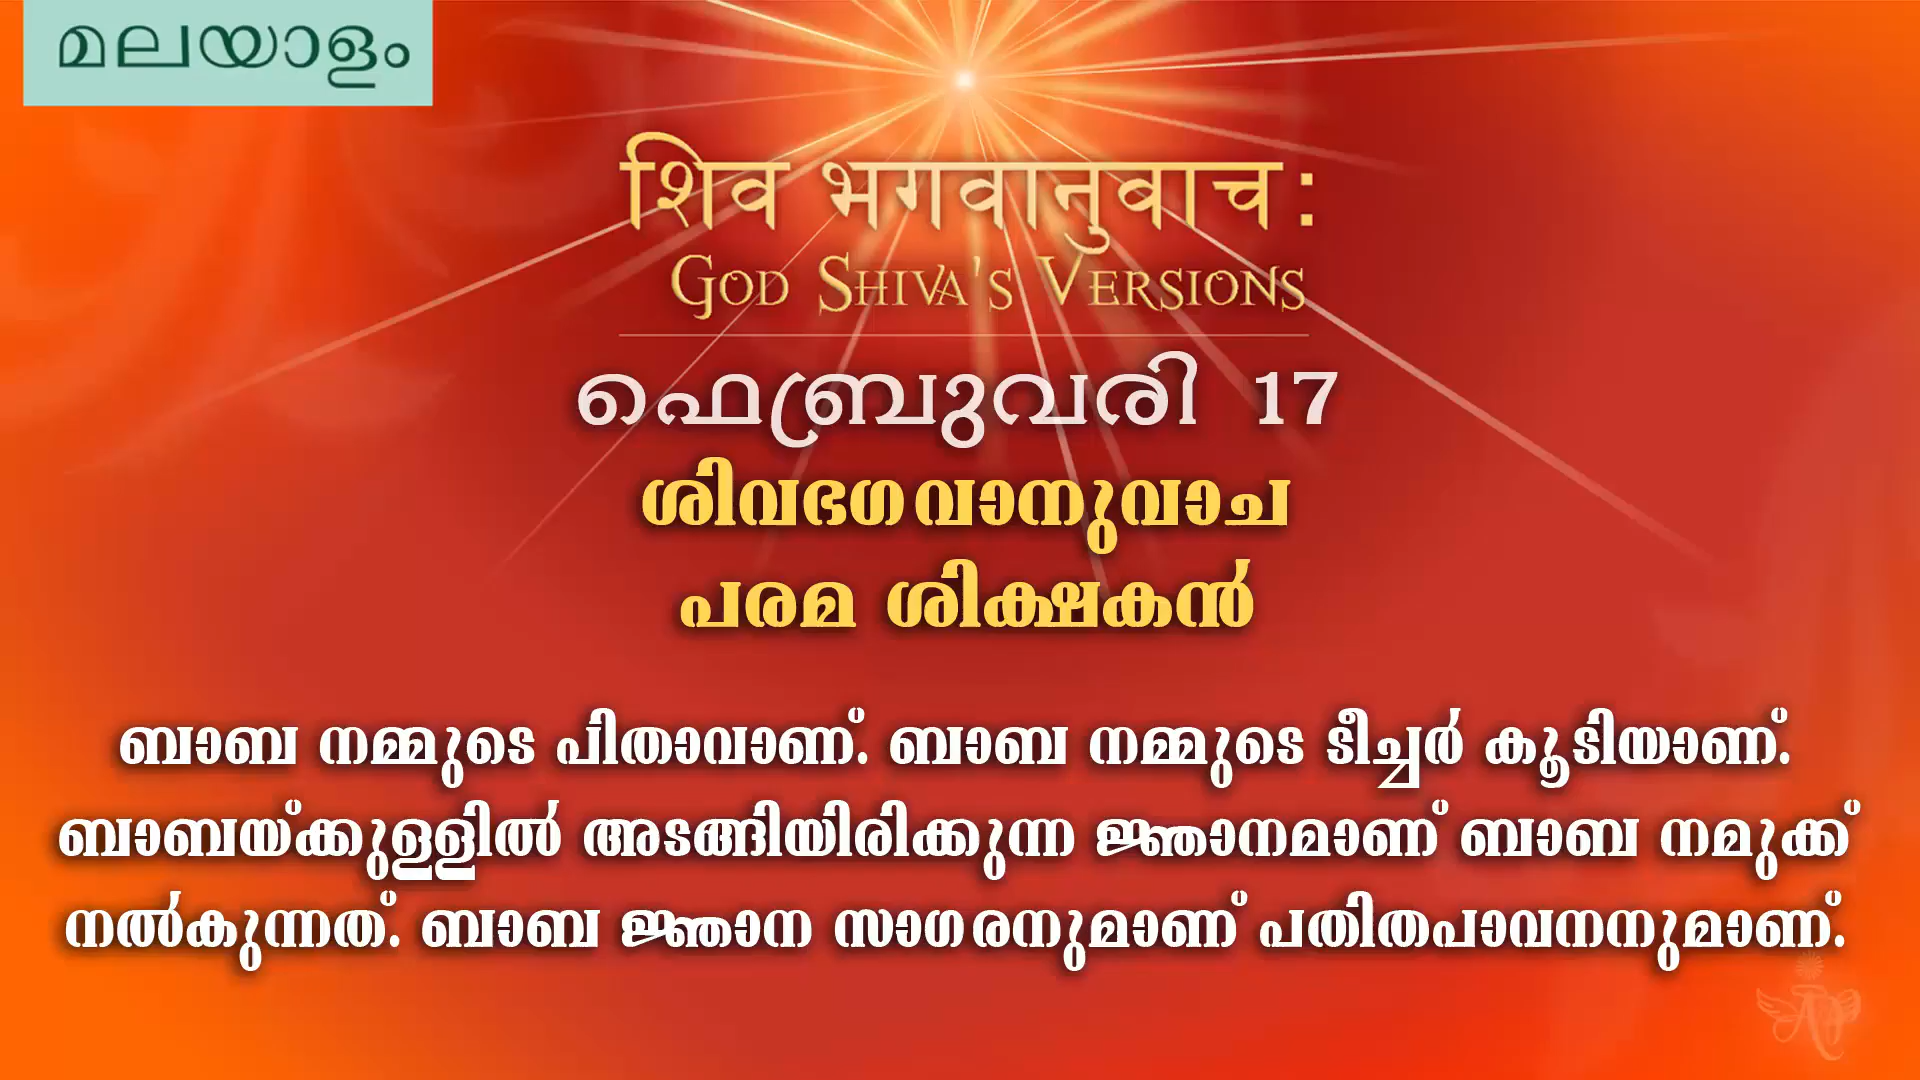 മലയാളം
शिव भगवानुवाच:
God Shiva's Versions
ഫെബ്രുവരി 17
ശിവഭഗവാനുവാച
പരമ ശിക്ഷകൻ
ബാബ നമ്മുടെ പിതാവാണ്. ബാബ നമ്മുടെ ടീച്ചർ കൂടിയാണ്.
ബാബയ്ക്കുളളിൽ അടങ്ങിയിരിക്കുന്ന ജ്ഞാനമാണ് ബാബ നമുക്ക്
നൽകുന്നത്. ബാബ ജ്ഞാന സാഗരനുമാണ് പതിതപാവനനുമാണ്.